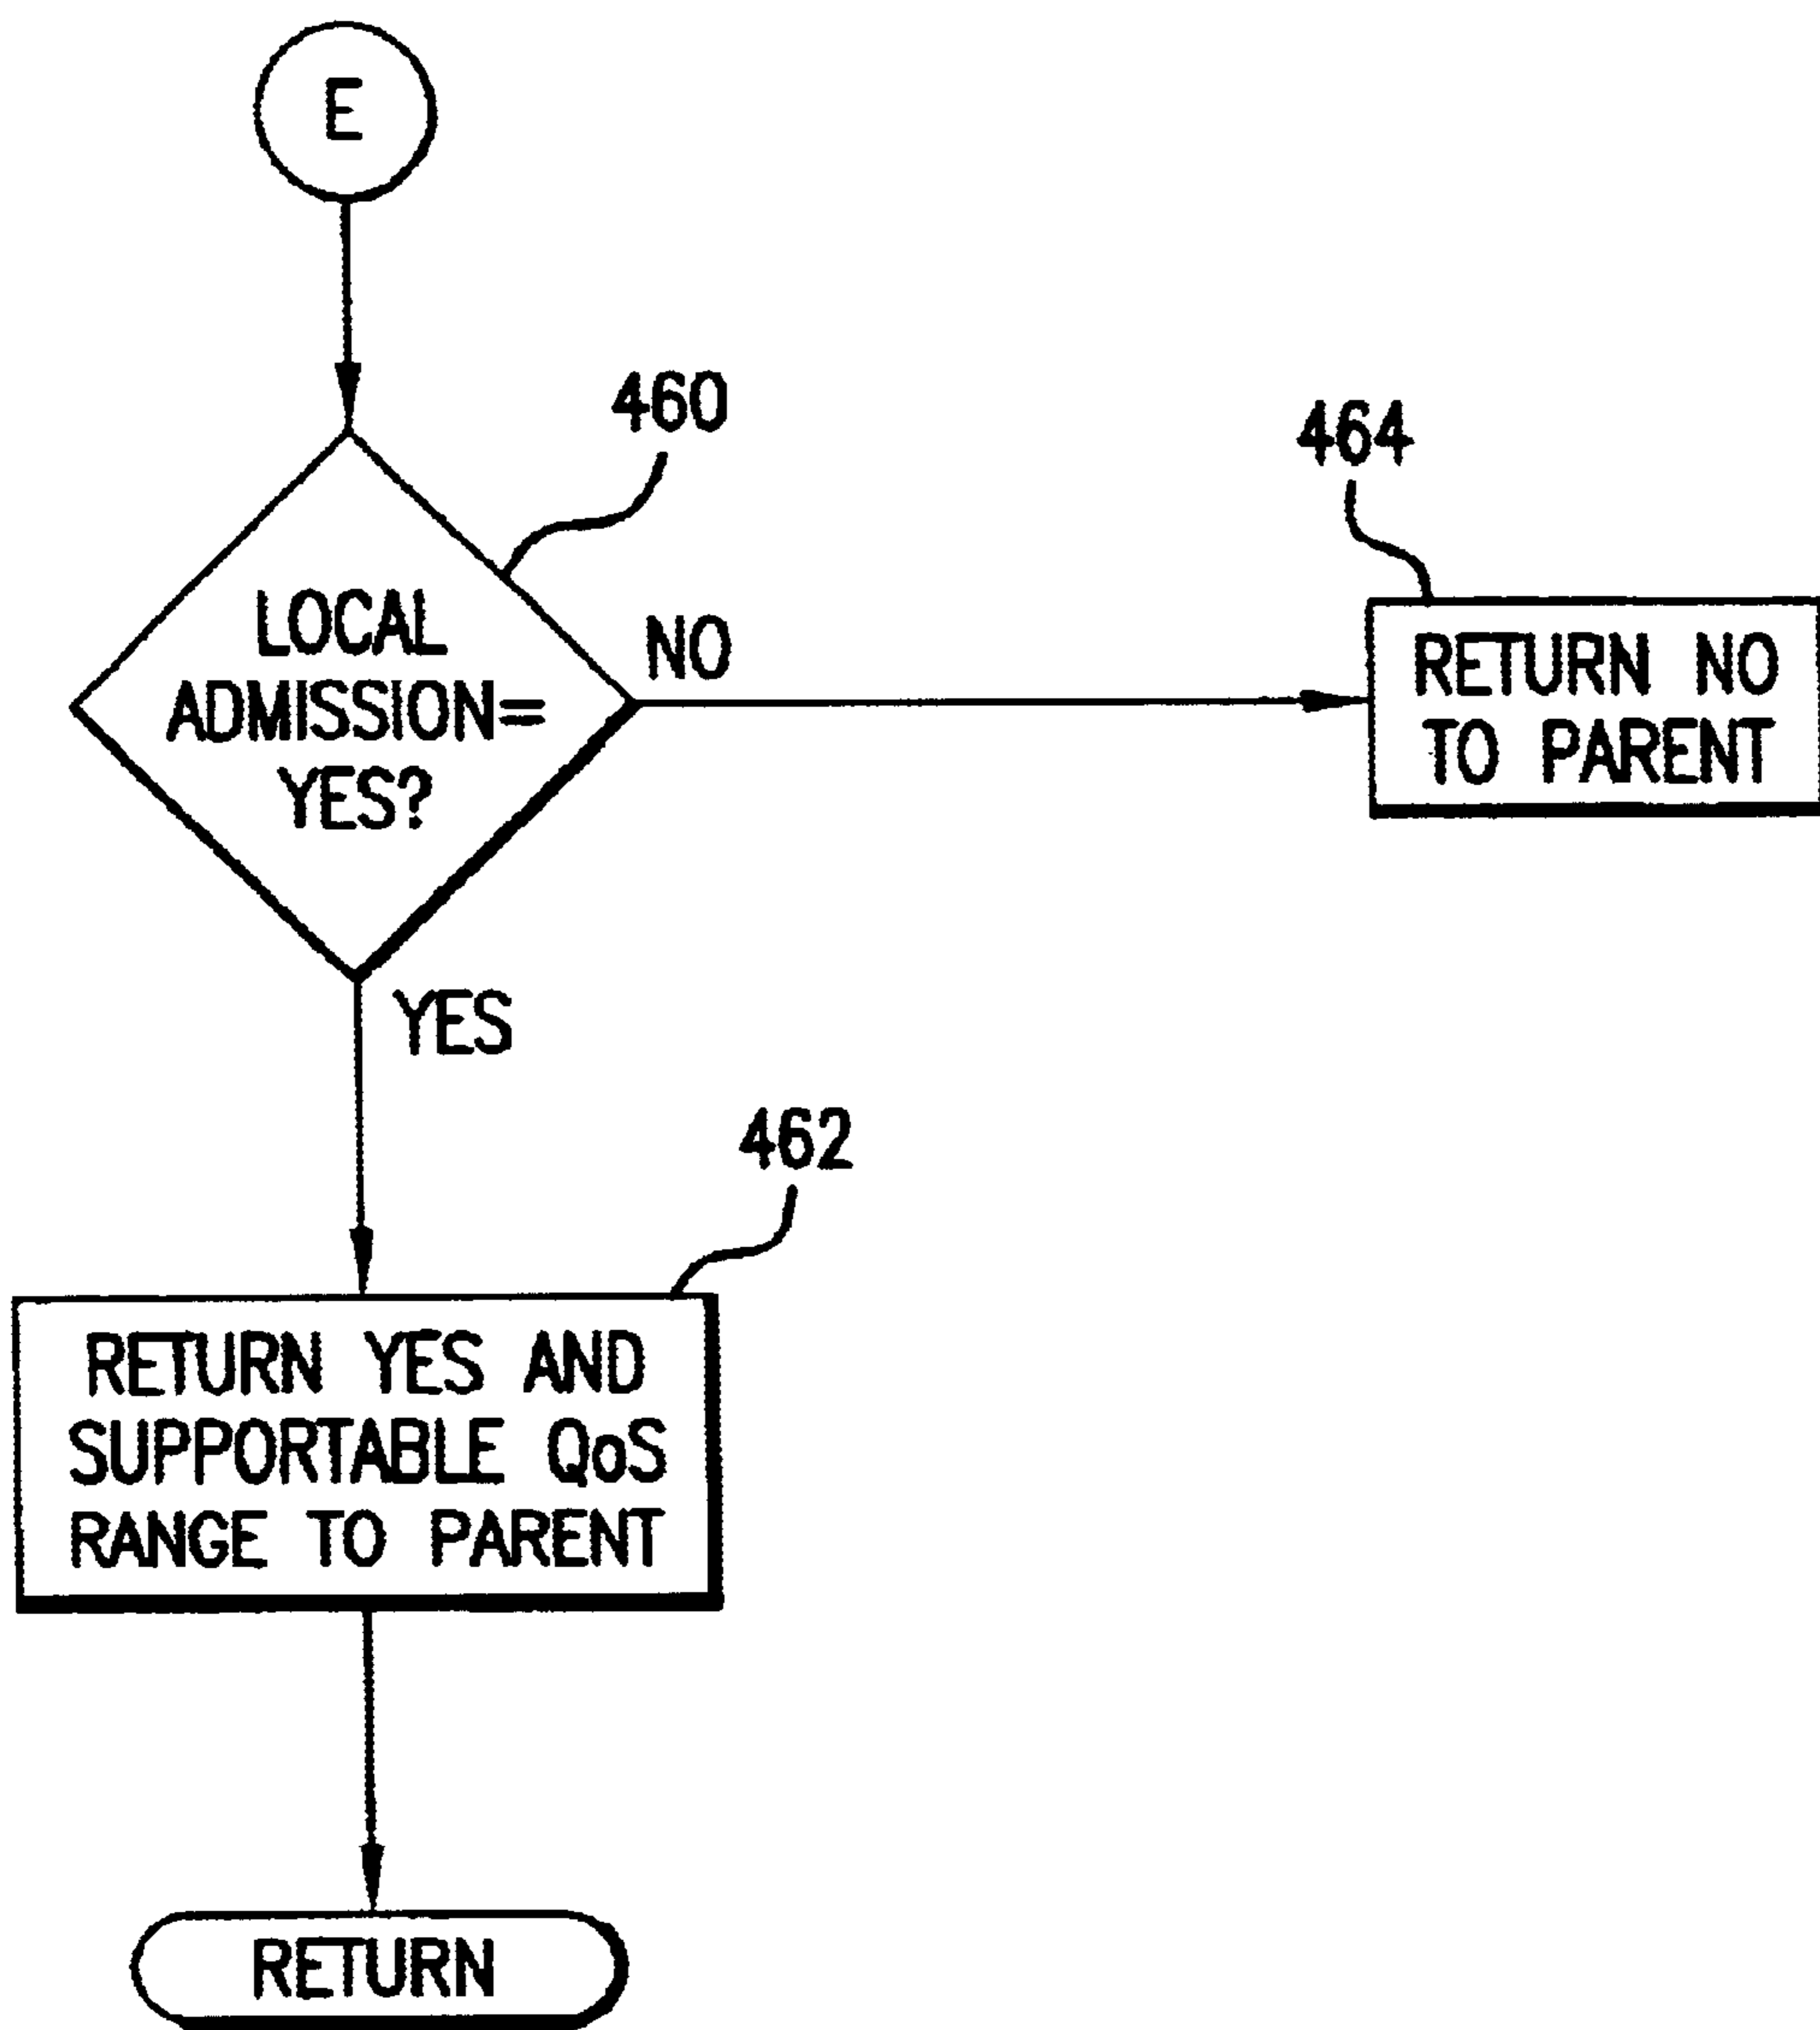 E
460
464
LOCAL
ADMISSION=
YES?
NO
RETURN NO
TO PARENT
YES
462
RETURN YES AND
SUPPORTABLE QoS
RANGE TO PARENT
RETURN